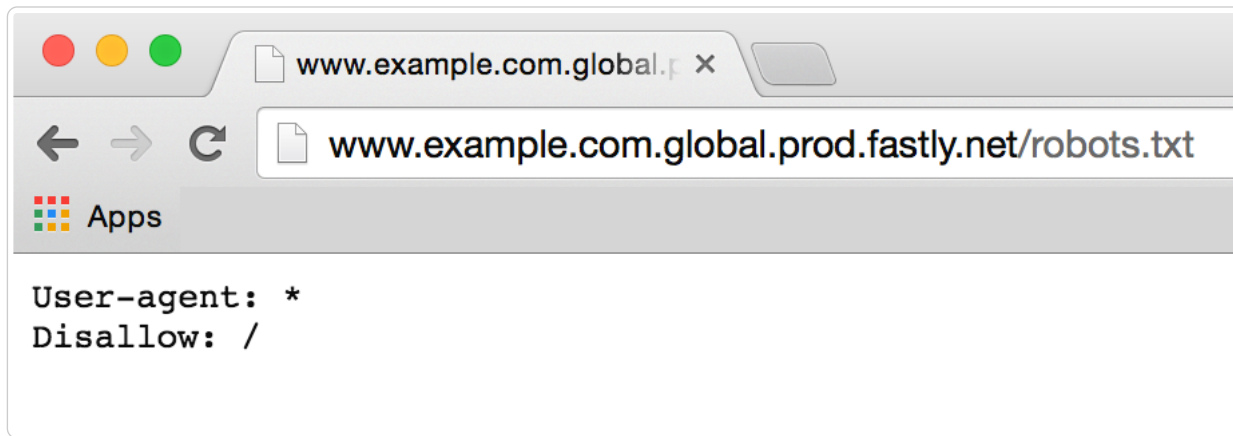 www.example.com.global.p
www.example.com.global.prod.fastly.net/robots.txt
Apps
User-agent: *
Disallow: /